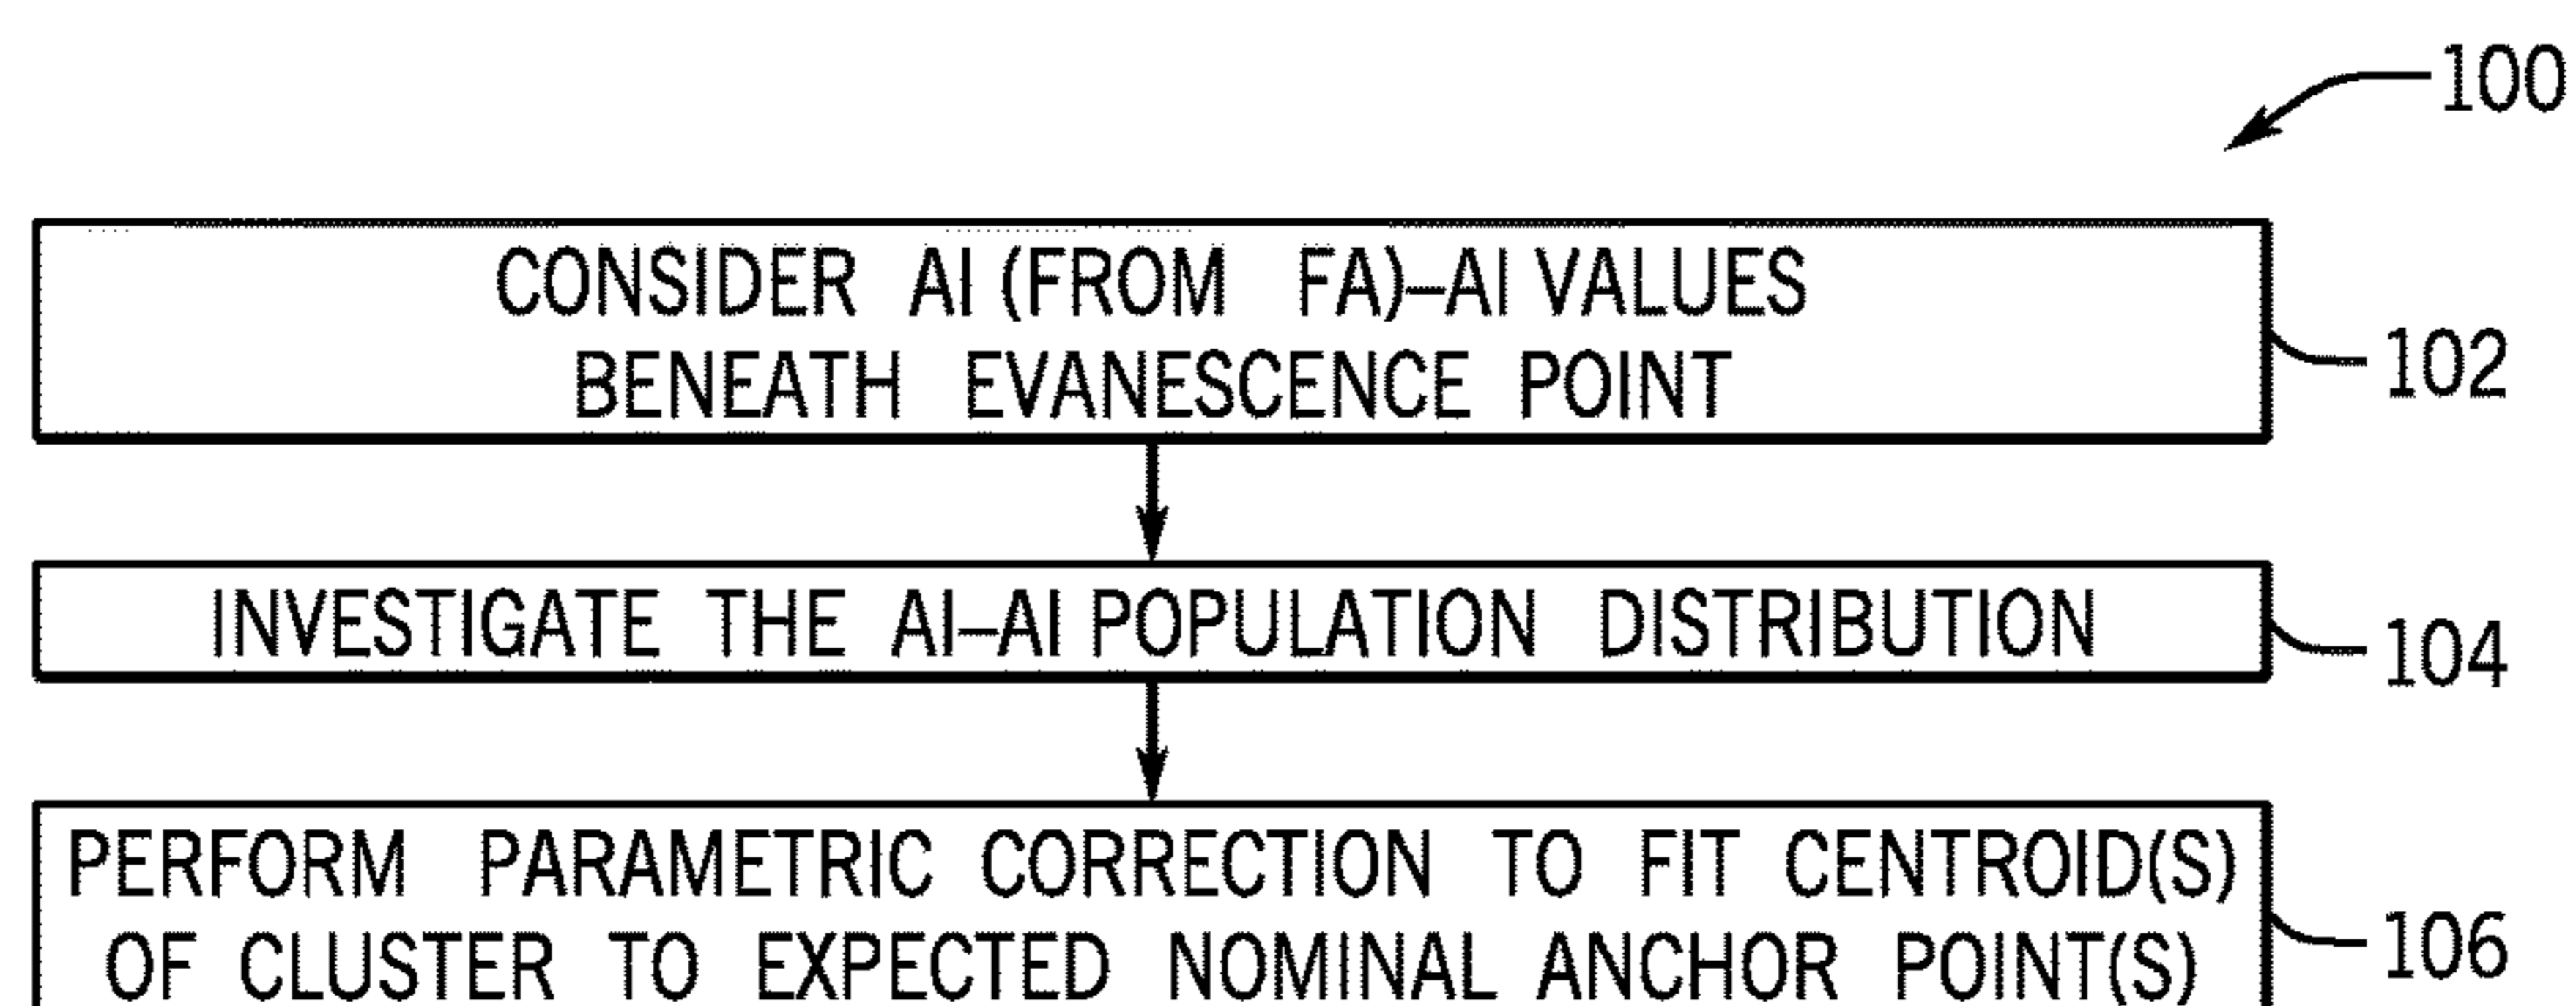 100
CONSIDER AI (FROM FA)–AI VALUES
BENEATH EVANESCENCE POINT
102
INVESTIGATE THE AI–AI POPULATION DISTRIBUTION
104
PERFORM PARAMETRIC CORRECTION TO FIT CENTROID(S)
OF CLUSTER TO EXPECTED NOMINAL ANCHOR POINT(S)
106